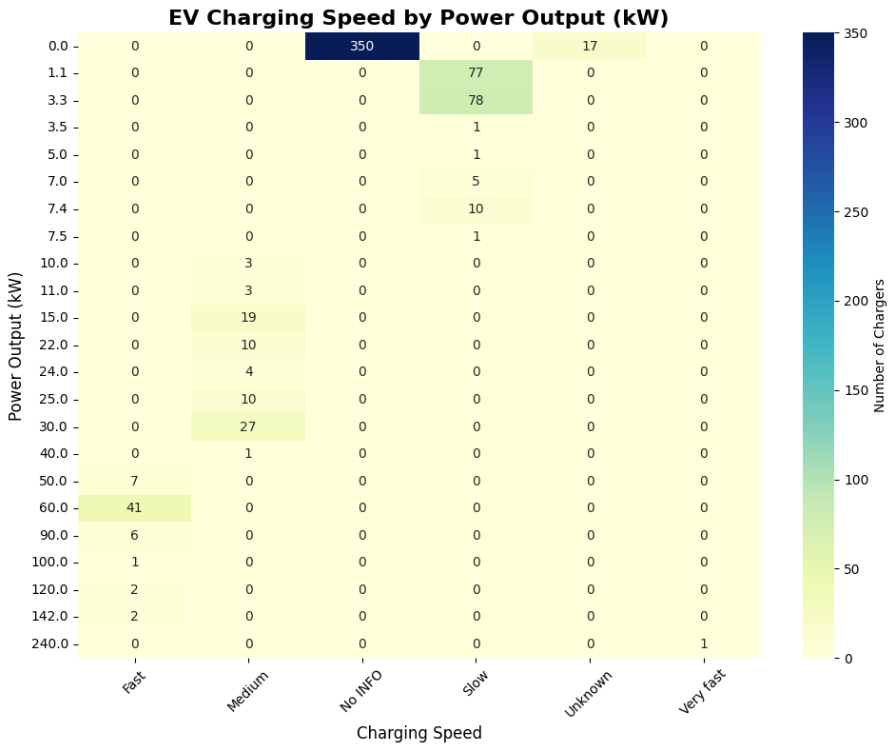 EV Charging Speed by Power Output (kW)
0.0 0 0 350 0 17 0
1.1 0 0 0 77 0 0
3.3 0 0 0 78 0 0
3.5 0 0 0 1 0 0
5.0 0 0 0 1 0 0
7.0 0 0 0 5 0 0
7.4 0 0 0 10 0 0
7.5 0 0 0 1 0 0
10.0 0 3 0 0 0 0
11.0 0 3 0 0 0 0
15.0 0 19 0 0 0 0
22.0 0 10 0 0 0 0
24.0 0 4 0 0 0 0
25.0 0 10 0 0 0 0
30.0 0 27 0 0 0 0
40.0 0 1 0 0 0 0
50.0 7 0 0 0 0 0
60.0 41 0 0 0 0 0
90.0 6 0 0 0 0 0
100.0 1 0 0 0 0 0
120.0 2 0 0 0 0 0
142.0 2 0 0 0 0 0
240.0 0 0 0 0 0 1
Fast Medium No INFO Slow Unknown Very fast
Charging Speed
Power Output (kW)
350
300
250
200
150
100
50
0
Number of Chargers